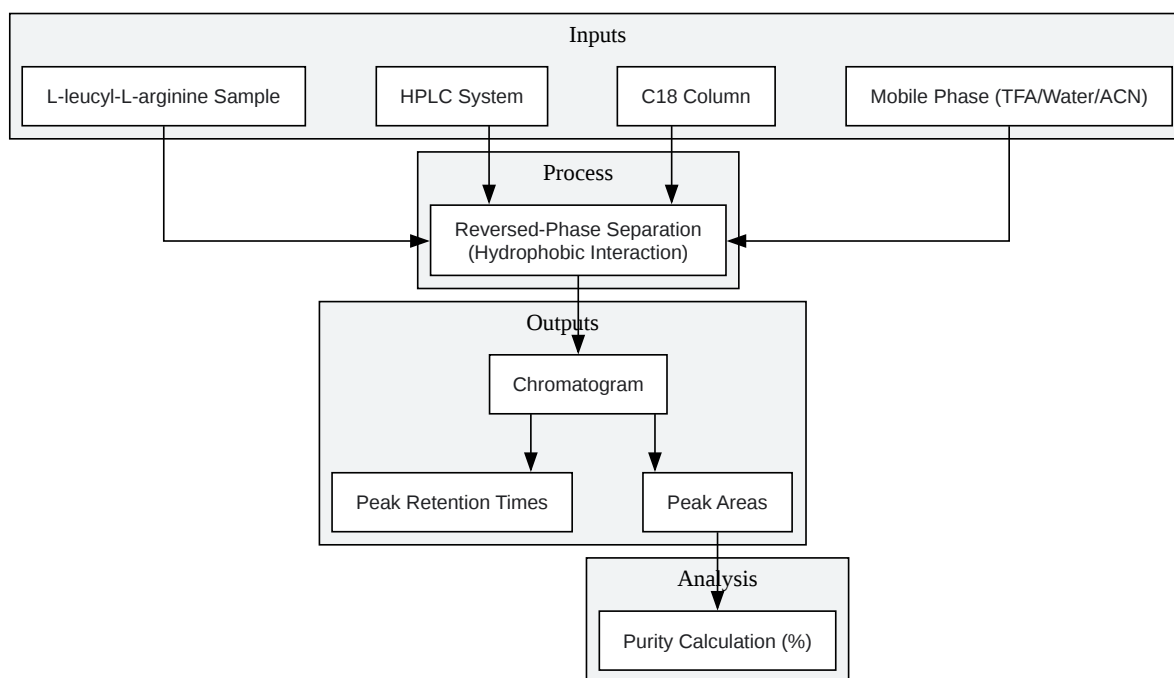 Inputs
L-leucyl-L-arginine Sample
HPLC System
C18 Column
Mobile Phase (TFA/Water/ACN)
Process
Reversed-Phase Separation
(Hydrophobic Interaction)
Outputs
Chromatogram
Peak Retention Times
Peak Areas
Analysis
Purity Calculation (%)